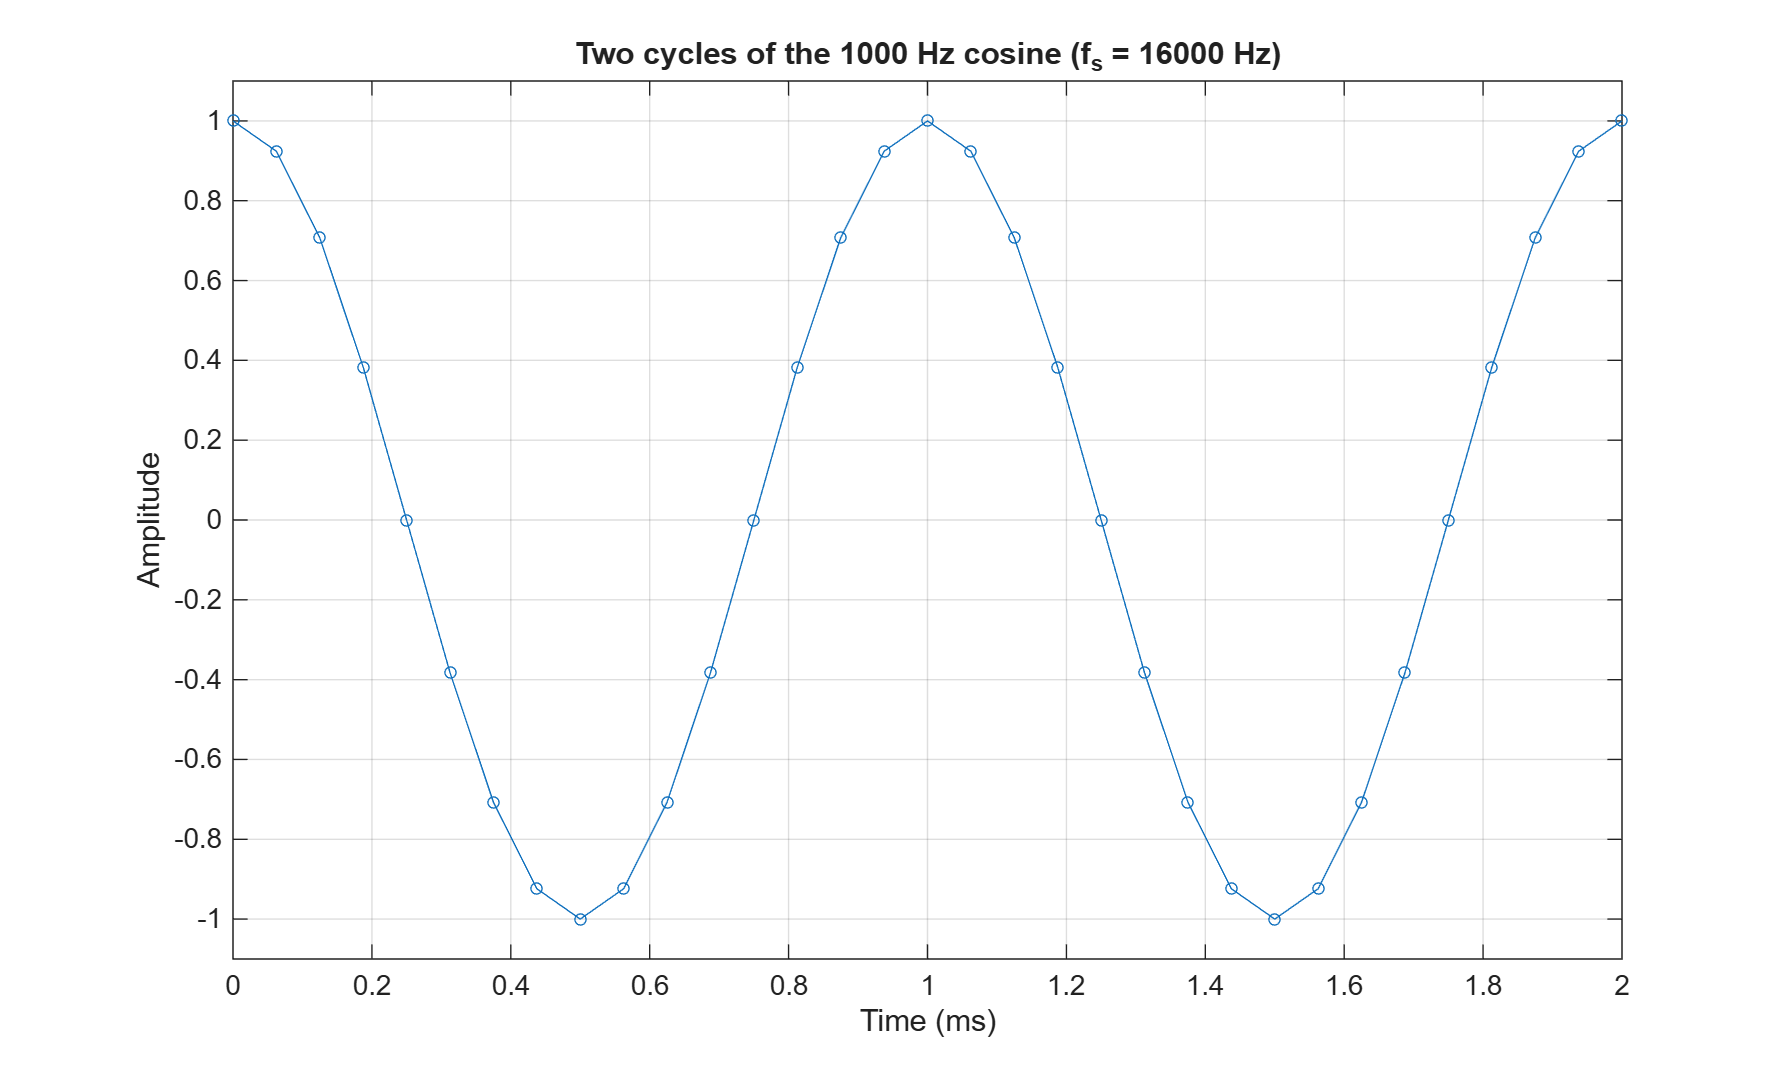 Two cycles of the 1000 Hz cosine (fs = 16000 Hz)
1
0.8
0.6
0.4
0.2
0
-0.2
-0.4
-0.6
-0.8
-1
Amplitude
0 0.2 0.4 0.6 0.8 1 1.2 1.4 1.6 1.8 2
Time (ms)